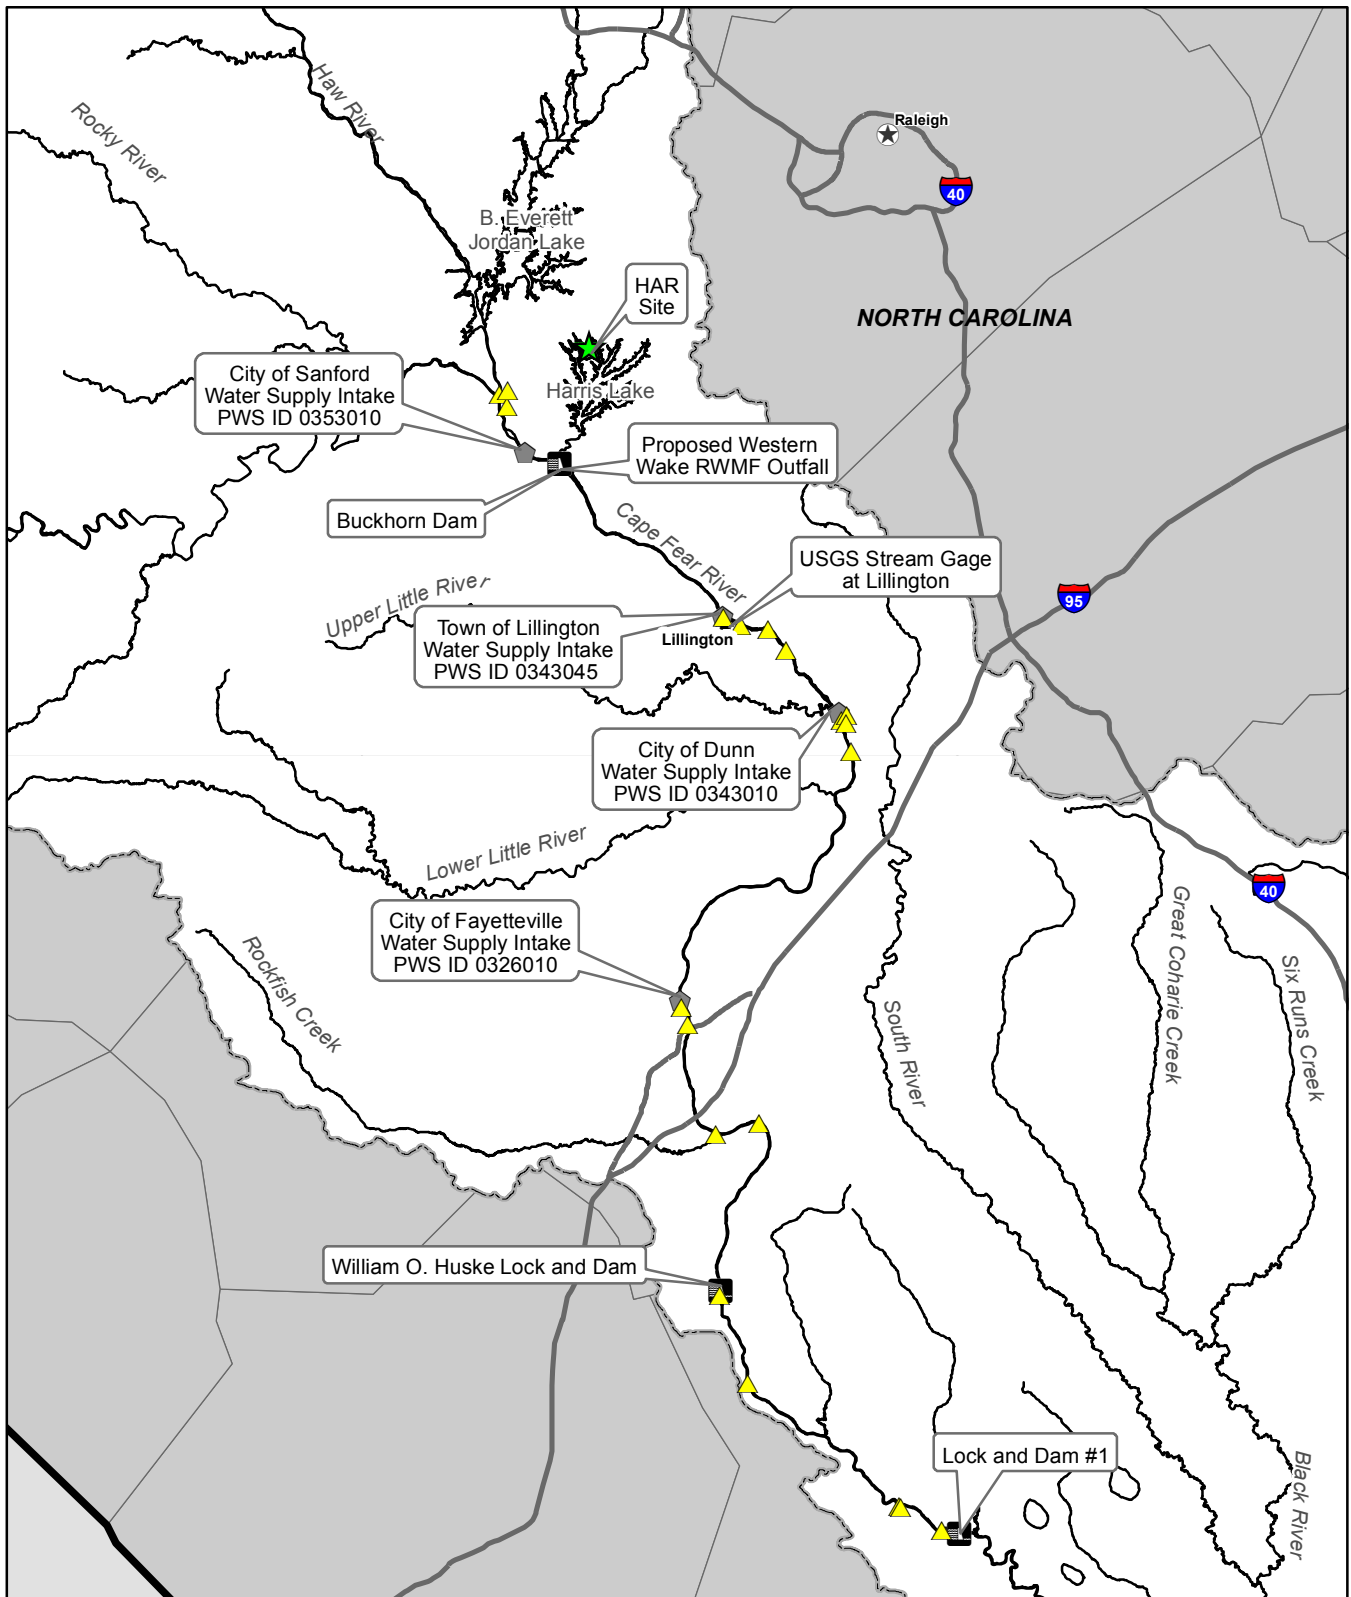 Haw River
Rocky River
Raleigh
40
B. Everett
Jordan Lake
HAR
Site
NORTH CAROLINA
City of Sanford
Water Supply Intake
PWS ID 0353010
Harris Lake
Proposed Western
Wake RWMF Outfall
Buckhorn Dam
Cape Fear River
USGS Stream Gage
at Lillington
95
Upper Little River
Town of Lillington
Water Supply Intake
PWS ID 0343045
Lillington
City of Dunn
Water Supply Intake
PWS ID 0343010
Lower Little River
40
City of Fayetteville
Water Supply Intake
PWS ID 0326010
Rockfish Creek
South River
Great Coharie Creek
Six Runs Creek
William O. Huske Lock and Dam
Lock and Dam #1
Black River